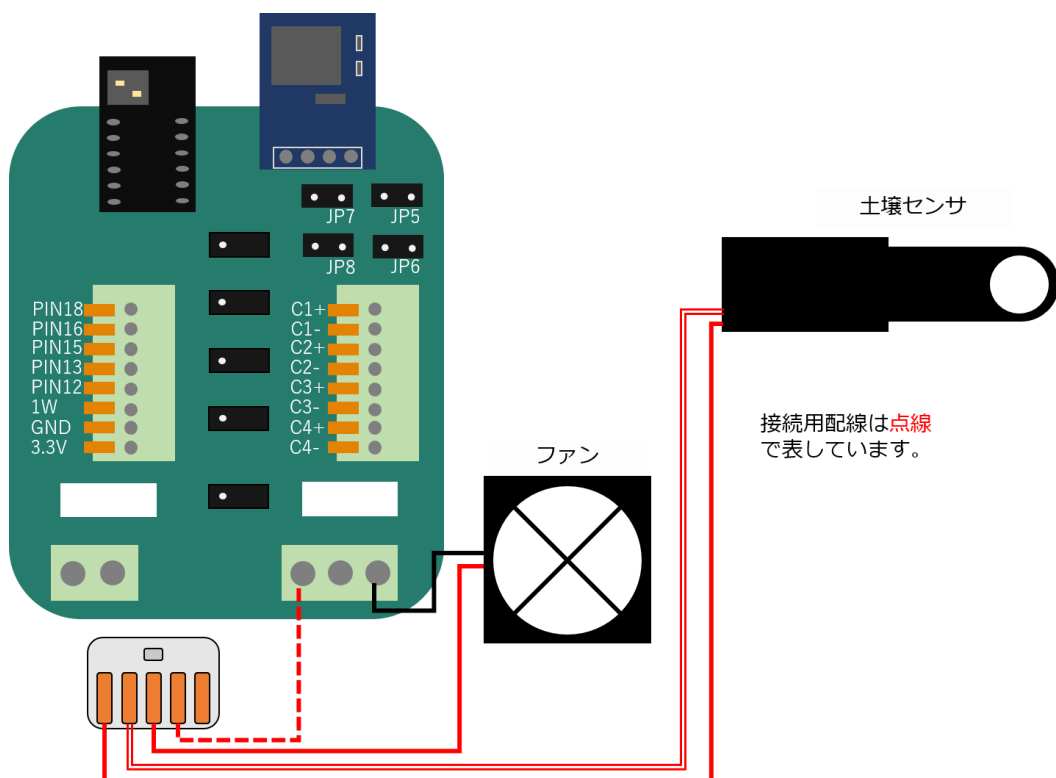 JP7
JP5
JP8
JP6
土壌センサ
PIN18
PIN16
PIN15
PIN13
PIN12
1W
GND
3.3V
C1+
C1-
C2+
C2-
C3+
C3-
C4+
C4-
接続用配線は点線
で表しています。
ファン